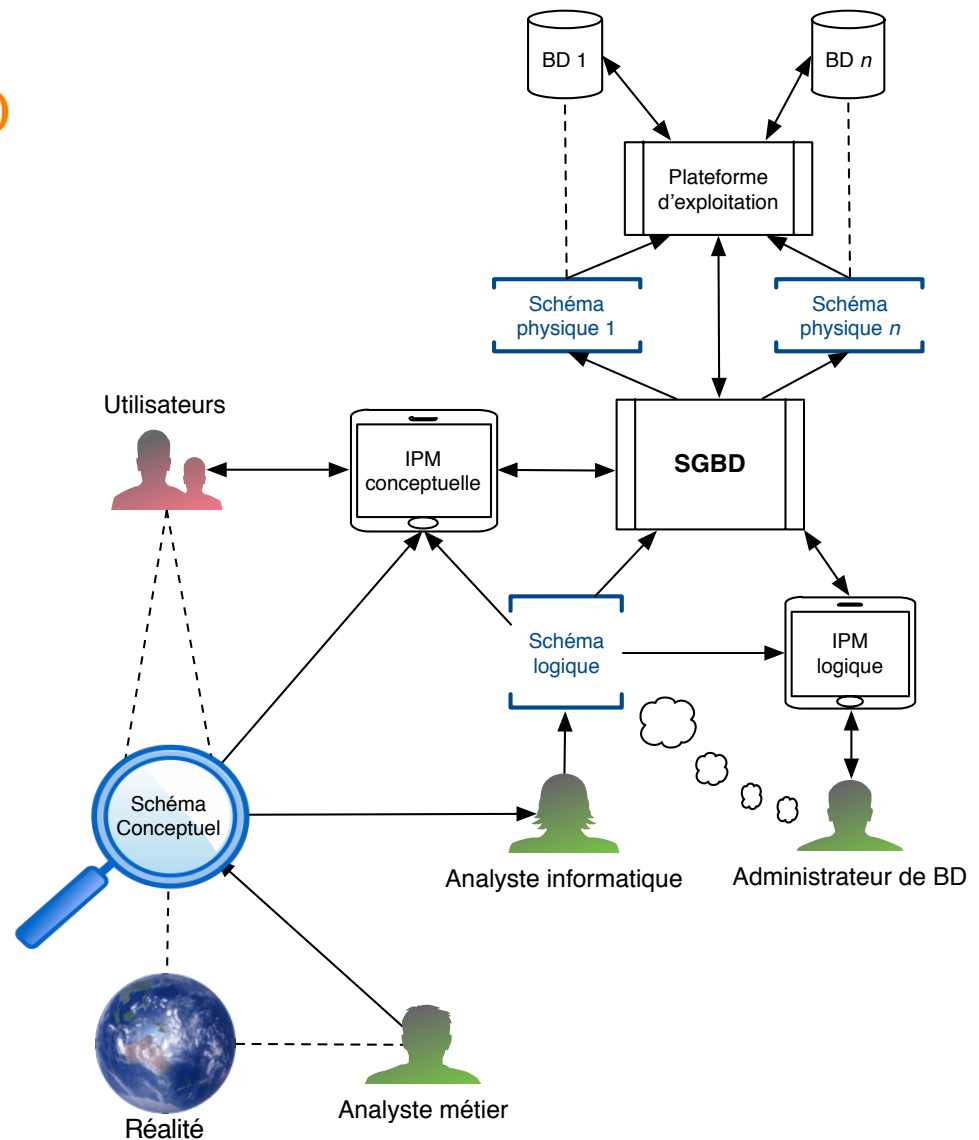 )
BD 1
BD n
Plateforme
d'exploitation
Schéma
physique 1
Schéma
physique n
Utilisateurs
IPM
conceptuelle
SGBD
Schéma
logique
IPM
logique
Schéma
Conceptuel
Analyste informatique
Administrateur de BD
Analyste métier
Réalité